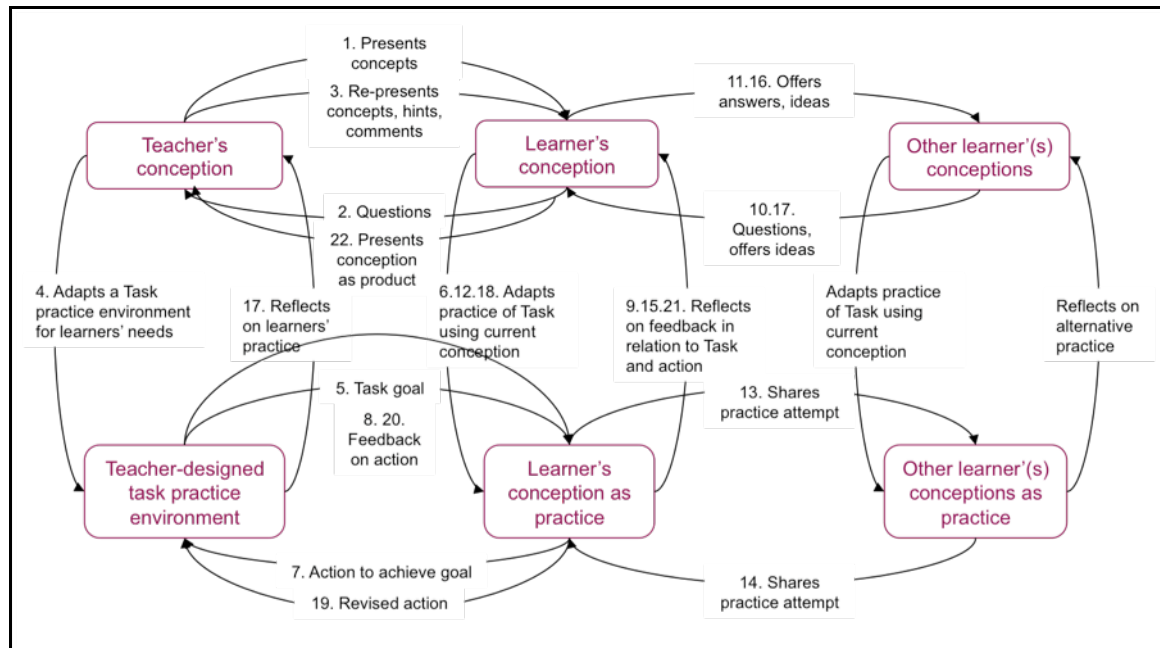 1. Presents
concepts
3. Re-presents
concepts, hints,
comments
11.16. Offers
answers, ideas
Teacher's
conception
Learner's
conception
Other learner'(s)
conceptions
2. Questions
22. Presents
conception
as product
10.17.
Questions,
offers ideas
4. Adapts a Task
practice environment
for learners' needs
17. Reflects
on learners'
practice
6.12.18. Adapts
practice of Task
using current
conception
9.15.21. Reflects
on feedback in
relation to Task
and action
Adapts practice
of Task using
current
conception
Reflects on
alternative
practice
5. Task goal
8. 20.
Feedback
on action
13. Shares
practice attempt
Teacher-designed
task practice
environment
Learner's
conception as
practice
Other learner'(s)
conceptions as
practice
7. Action to achieve goal
19. Revised action
14. Shares
practice attempt